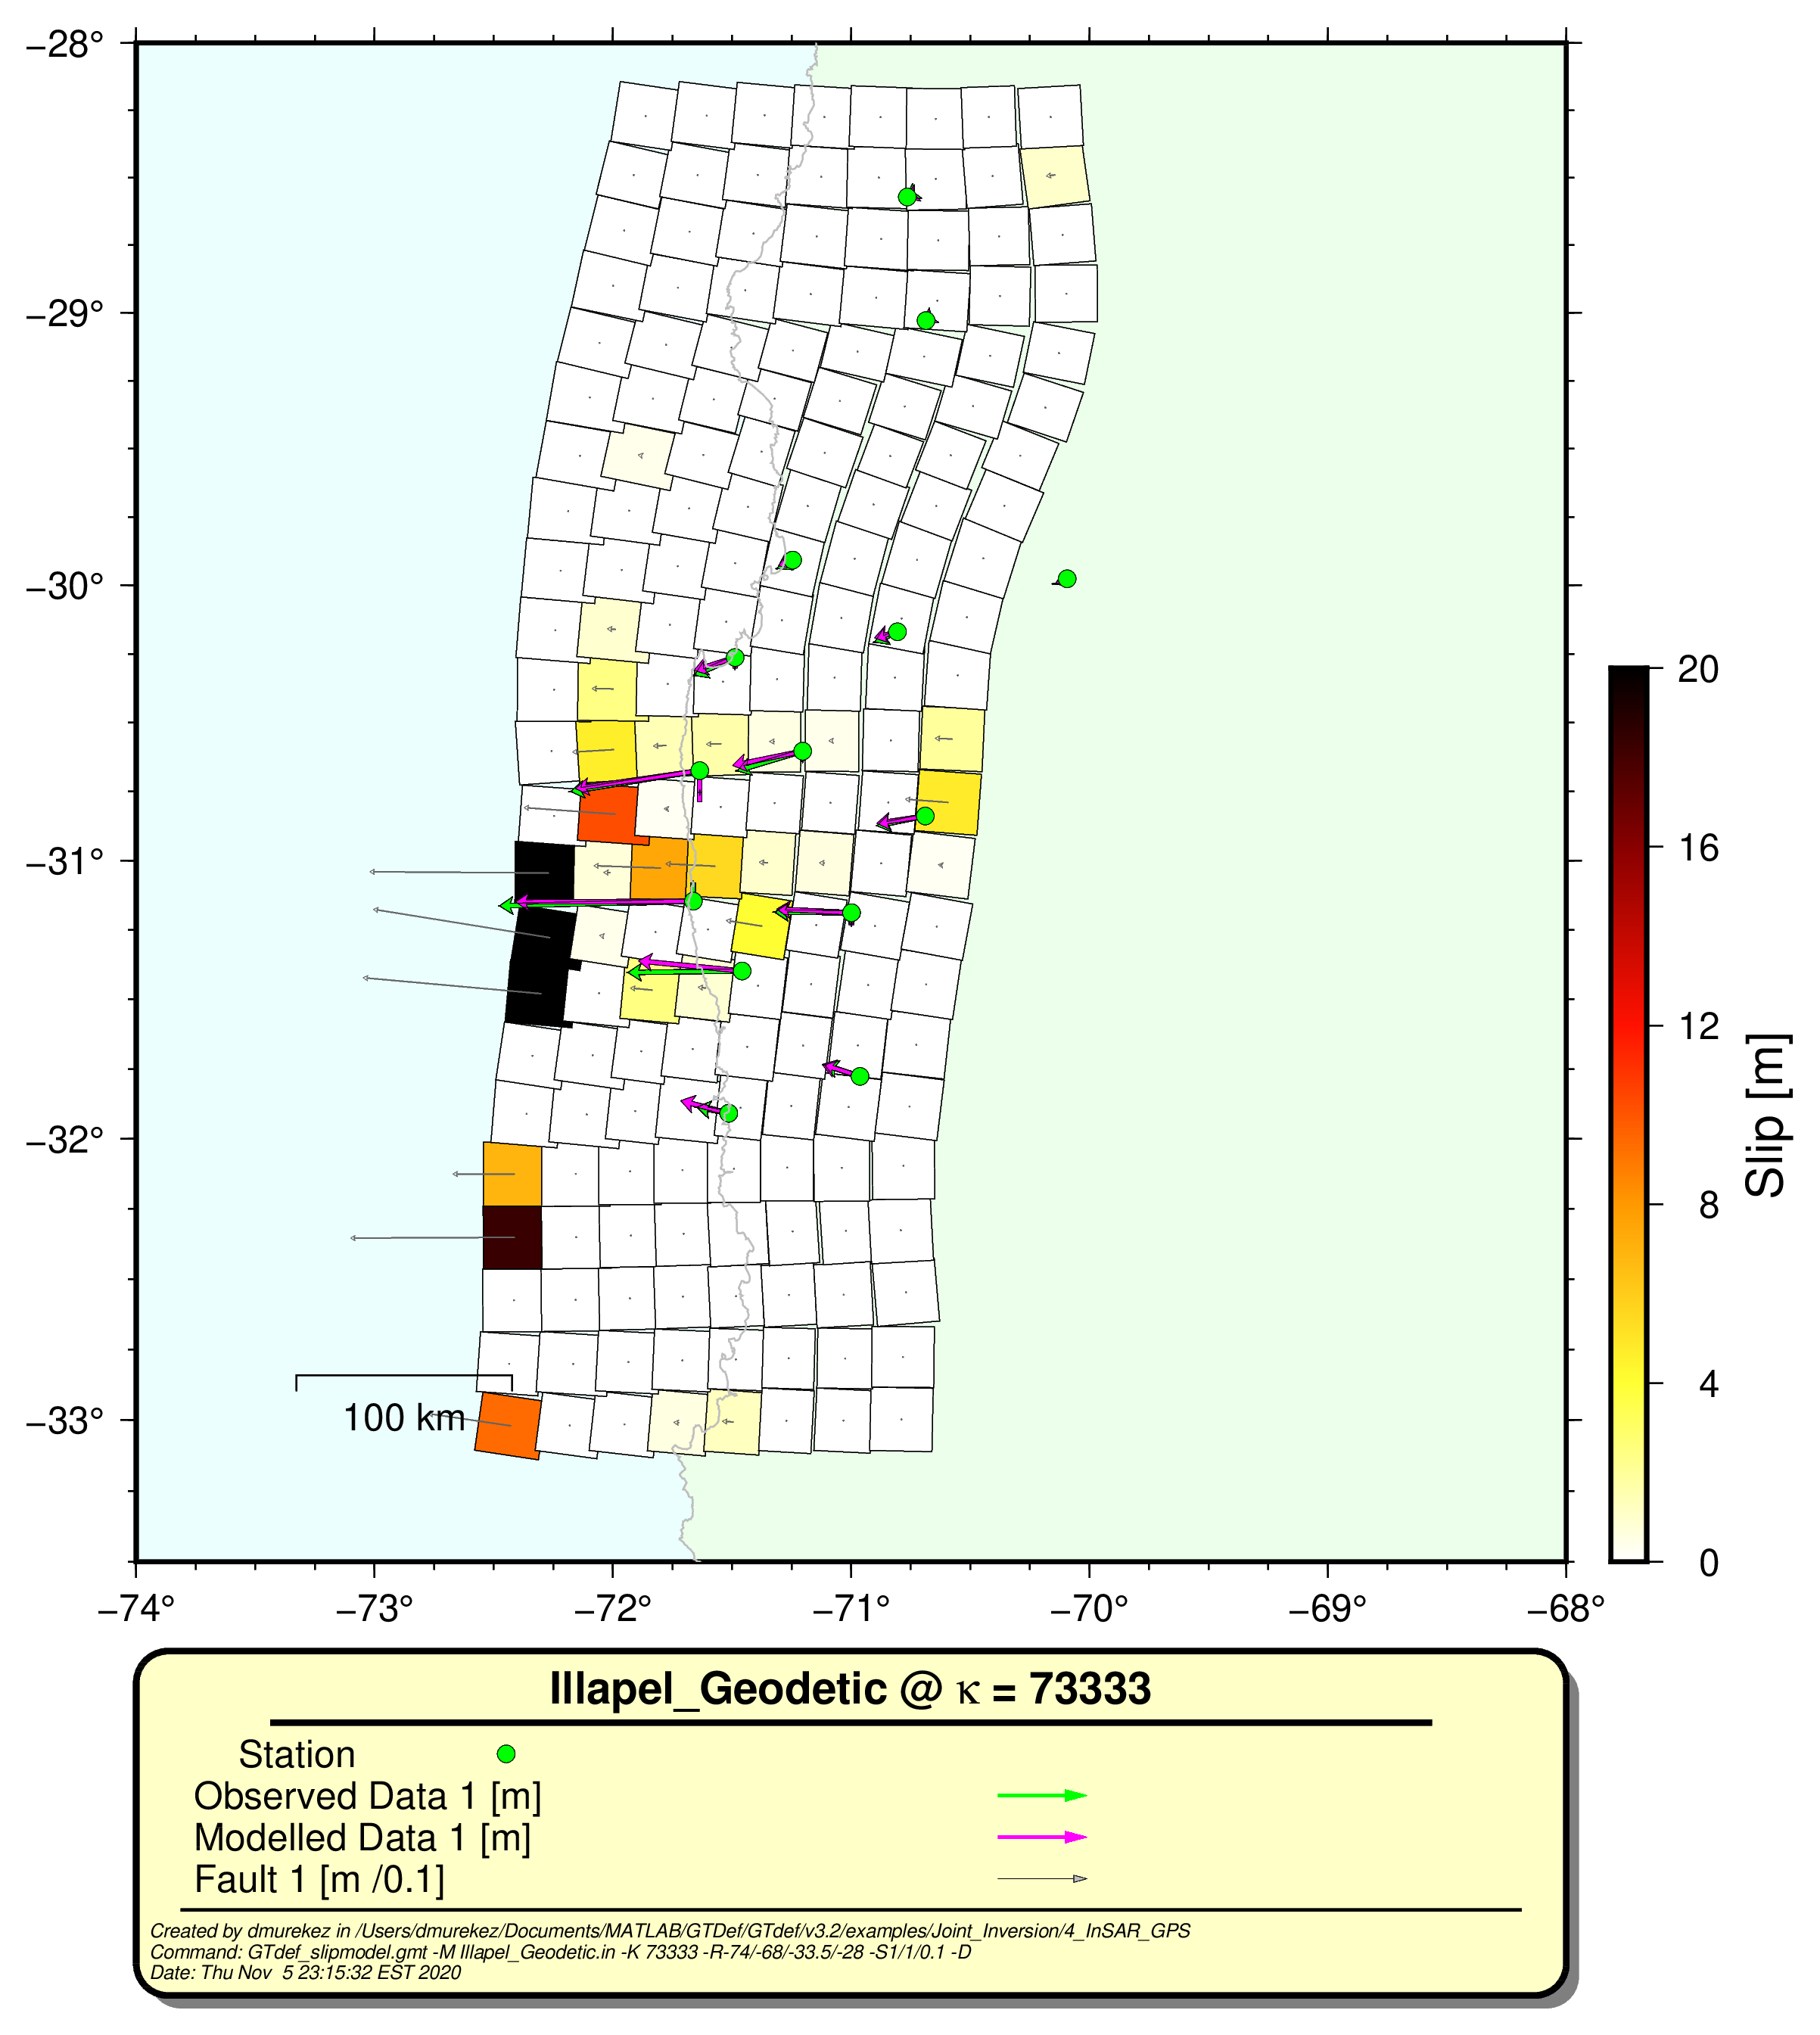 −28°
−29°
−30°
−31°
−32°
−33°
100 km
−74° −73° −72° −71° −70° −69° −68°
20
16
12
8
4
0
Slip [m]
Illapel_Geodetic @ κ = 73333
Station
Observed Data 1 [m]
Modelled Data 1 [m]
Fault 1 [m /0.1]
Created by dmurekez in /Users/dmurekez/Documents/MATLAB/GTDef/GTdef/v3.2/examples/Joint_Inversion/4_InSAR_GPS
Command: GTdef_slipmodel.gmt -M Illapel_Geodetic.in -K 73333 -R-74/-68/-33.5/-28 -S1/1/0.1 -D
Date: Thu Nov 5 23:15:32 EST 2020